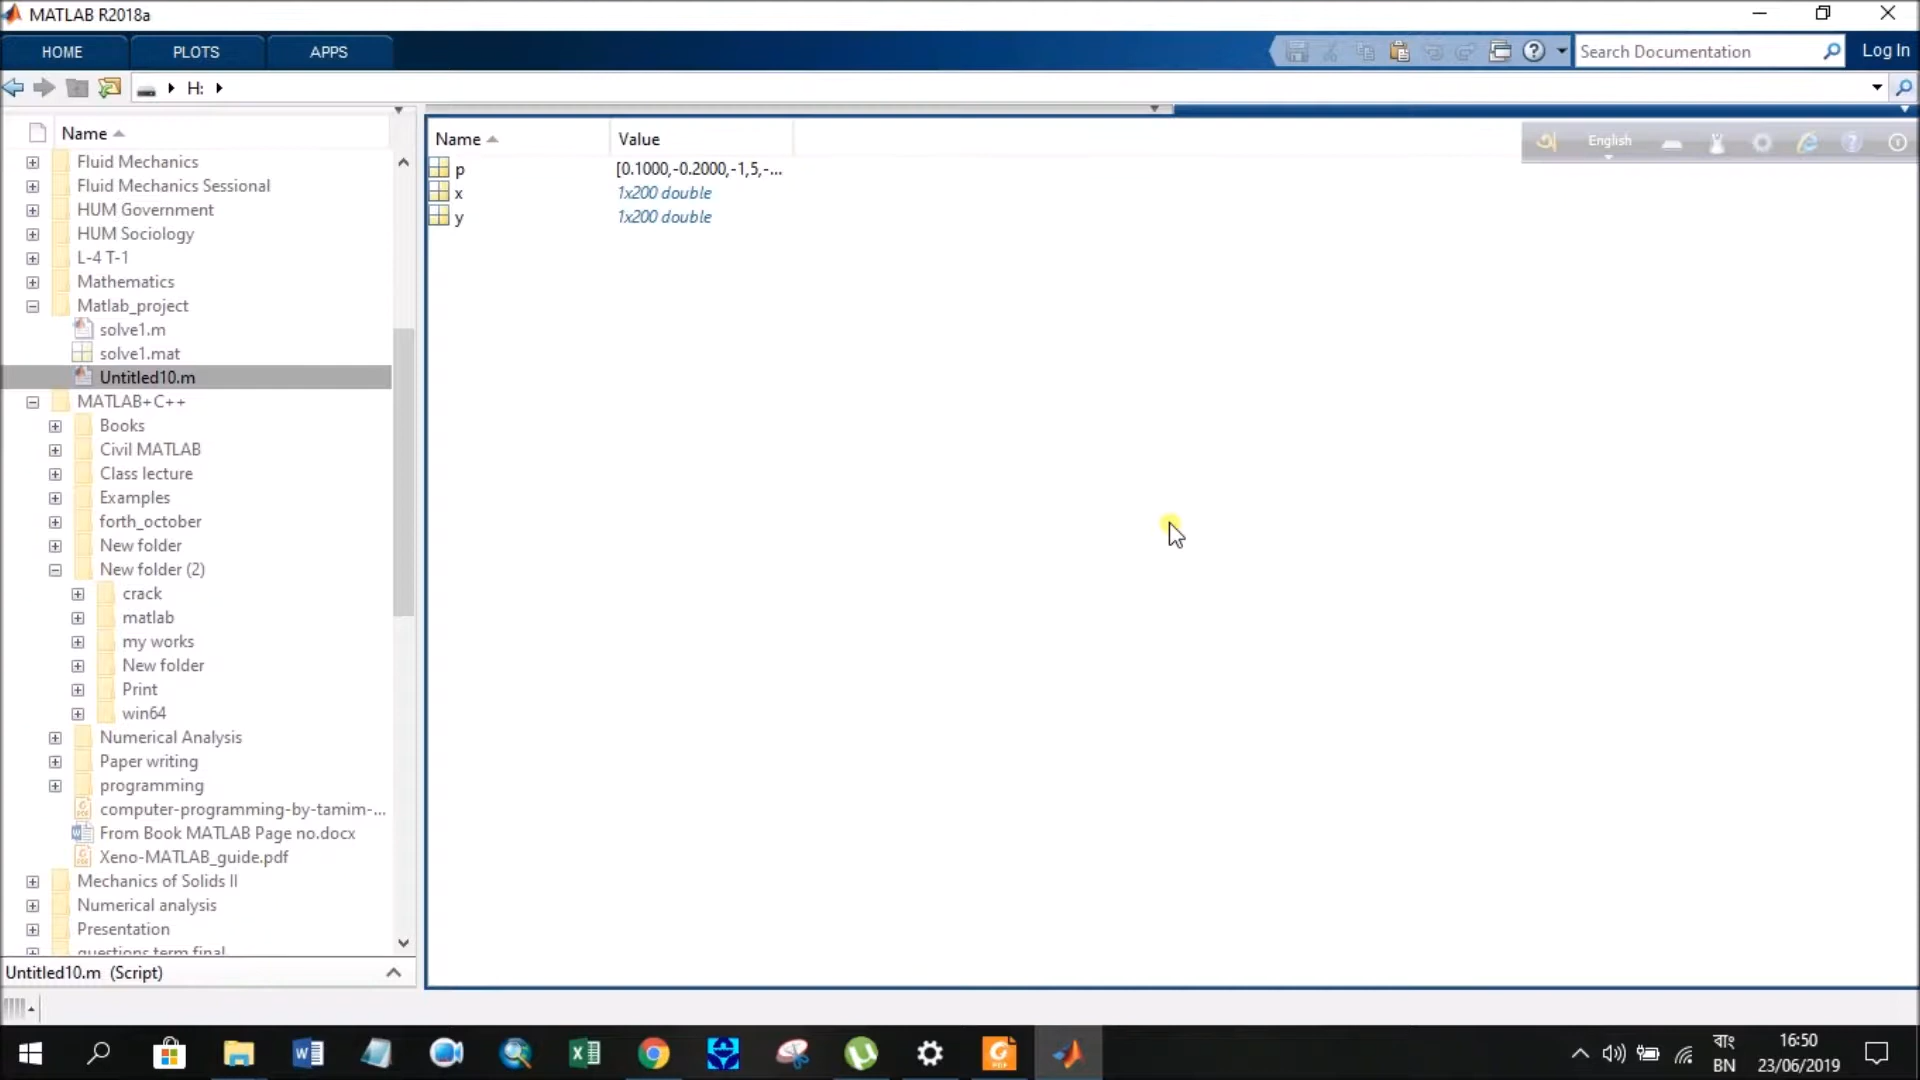 MATLAB R2018a
HOME PLOTS APPS
Search Documentation
Log In
H:
Name
Fluid Mechanics
Fluid Mechanics Sessional
HUM Government
HUM Sociology
L-4 T-1
Mathematics
Matlab_project
solve1.m
solve1.mat
Untitled10.m
MATLAB+C++
Books
Civil MATLAB
Class lecture
Examples
forth_october
New folder
New folder (2)
crack
matlab
my works
New folder
Print
win64
Numerical Analysis
Paper writing
programming
computer-programming-by-tamim-...
From Book MATLAB Page no.docx
Xeno-MATLAB_guide.pdf
Mechanics of Solids II
Numerical analysis
Presentation
questions term final
Untitled10.m (Script)
Name Value
p [0.1000,-0.2000,-1,5,-...
x 1x200 double
y 1x200 double
English
বাং
BN
16:50
23/06/2019